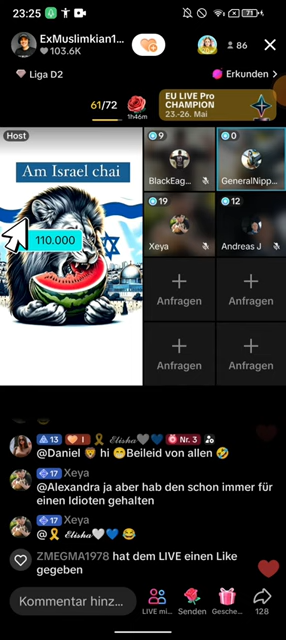 23:25
71
ExMuslimkian1...
103.6K
86
Liga D2
Erkunden >
61/72
1h46m
EU LIVE Pro
CHAMPION
23.-26. Mai
Host
Am Israel chai
110.000
9
BlackEag...
0
GeneralNipp...
19
Xeya
12
Andreas J
Anfragen
Anfragen
Anfragen
Anfragen
13 I 𝓔𝓵𝓲𝓼𝓱𝓪🩶💙 Nr. 3
@Daniel 🦁 hi 😁Beileid von allen 🤣
17 Xeya
@Alexandra ja aber hab den schon immer für
einen Idioten gehalten
17 Xeya
@🎗 𝓔𝓵𝓲𝓼𝓱𝓪🤍💙 😂
ZMEGMA1978 hat dem LIVE einen Like
gegeben
Kommentar hinz...
LIVE mi...
Senden
Gesche...
128